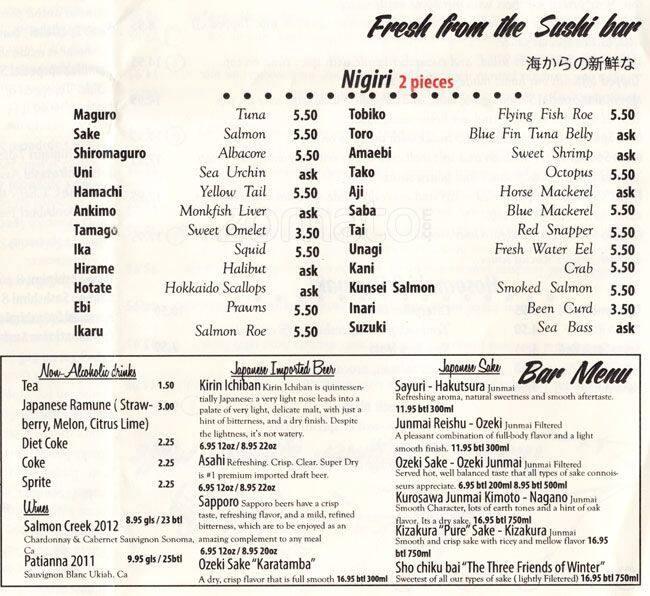 Fresh from the Sushi bar
海からの新鮮な
Nigiri 2 pieces
Maguro Tuna 5.50
Sake Salmon 5.50
Shiromaguro Albacore 5.50
Uni Sea Urchin ask
Hamachi Yellow Tail 5.50
Ankimo Monkfish Liver ask
Tamago Sweet Omelet 3.50
Ika Squid 5.50
Hirame Halibut ask
Hotate Hokkaido Scallops ask
Ebi Prawns 5.50
Ikaru Salmon Roe 5.50
Tobiko Flying Fish Roe 5.50
Toro Blue Fin Tuna Belly ask
Amaebi Sweet Shrimp ask
Tako Octopus 5.50
Aji Horse Mackerel ask
Saba Blue Mackerel 5.50
Tai Red Snapper 5.50
Unagi Fresh Water Eel 5.50
Kani Crab 5.50
Kunsei Salmon Smoked Salmon 5.50
Inari Been Curd 3.50
Suzuki Sea Bass ask
zomato.com
Bar Menu
Non-Alcoholic drinks
Tea 1.50
Japanese Ramune ( Straw- 3.00
berry, Melon, Citrus Lime)
Diet Coke 2.25
Coke 2.25
Sprite 2.25
Wines
Salmon Creek 2012 8.95 gls / 23 btl
Chardonnay & Cabernet Sauvignon Sonoma,
Ca
Patianna 2011 9.95 gls / 25btl
Sauvignon Blanc Ukiah, Ca
Japanese Imported Beer
Kirin Ichiban Kirin Ichiban is quintessen-
tially Japanese: a very light nose leads into a
palate of very light, delicate malt, with just a
hint of bitterness, and a dry finish. Despite
the lightness, it's not watery.
6.95 12oz / 8.95 22oz
Asahi Refreshing. Crisp. Clear. Super Dry
is #1 premium imported draft beer.
6.95 12oz / 8.95 22oz
Sapporo Sapporo beers have a crisp
taste, refreshing flavor, and a mild, refined
bitterness, which are to be enjoyed as an
amazing complement to any meal
6.95 12oz / 8.95 20oz
Ozeki Sake "Karatamba"
A dry, crisp flavor that is full smooth 16.95 btl 300ml
Japanese Sake
Sayuri - Hakutsura Junmai
Refreshing aroma, natural sweetness and smooth aftertaste.
11.95 btl 300ml
Junmai Reishu - Ozeki Junmai Filtered
A pleasant combination of full-body flavor and a light
smooth finish. 11.95 btl 300ml
Ozeki Sake - Ozeki Junmai Junmai Filtered
Served hot, well balanced taste that all types of sake connois-
seurs appreciate. 6.95 btl 200ml 8.95 btl 500ml
Kurosawa Junmai Kimoto - Nagano Junmai
Smooth Character, lots of earth tones and a hint of oak
flavor, Its a dry sake. 16.95 btl 750ml
Kizakura "Pure" Sake - Kizakura Junmai
Smooth and crisp sake with ricey and mellow flavor 16.95
btl 750ml
Sho chiku bai "The Three Friends of Winter"
Sweetest of all our types of sake ( lightly Filetered) 16.95 btl 750 ml